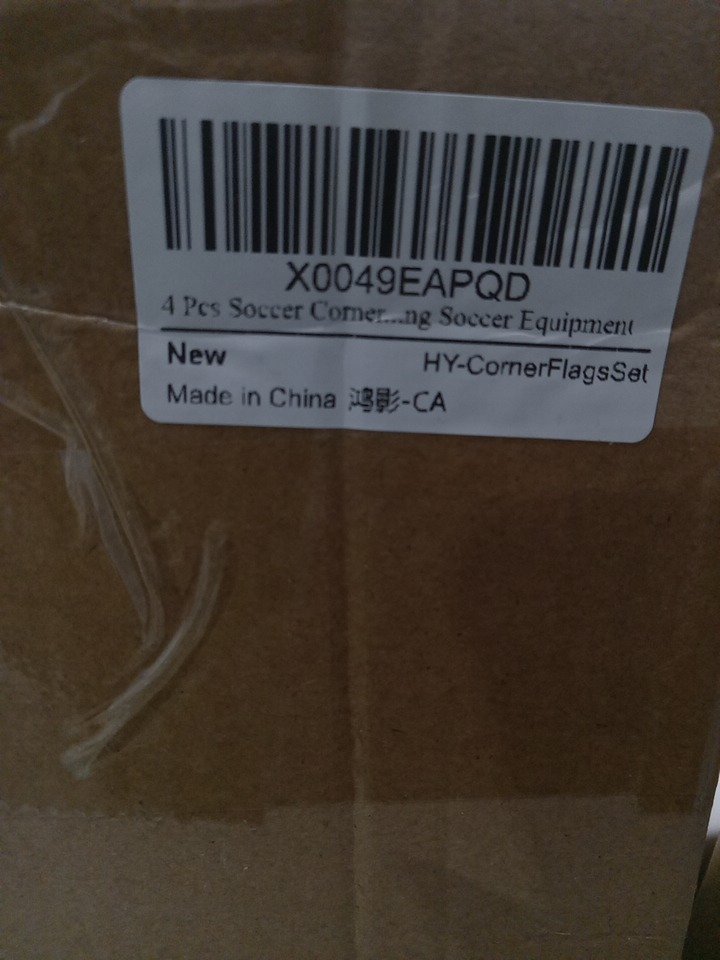 X0049EAPQD
4 Pcs Soccer Corner...ng Soccer Equipment
New HY-CornerFlagsSet
Made in China 鸿影-CA